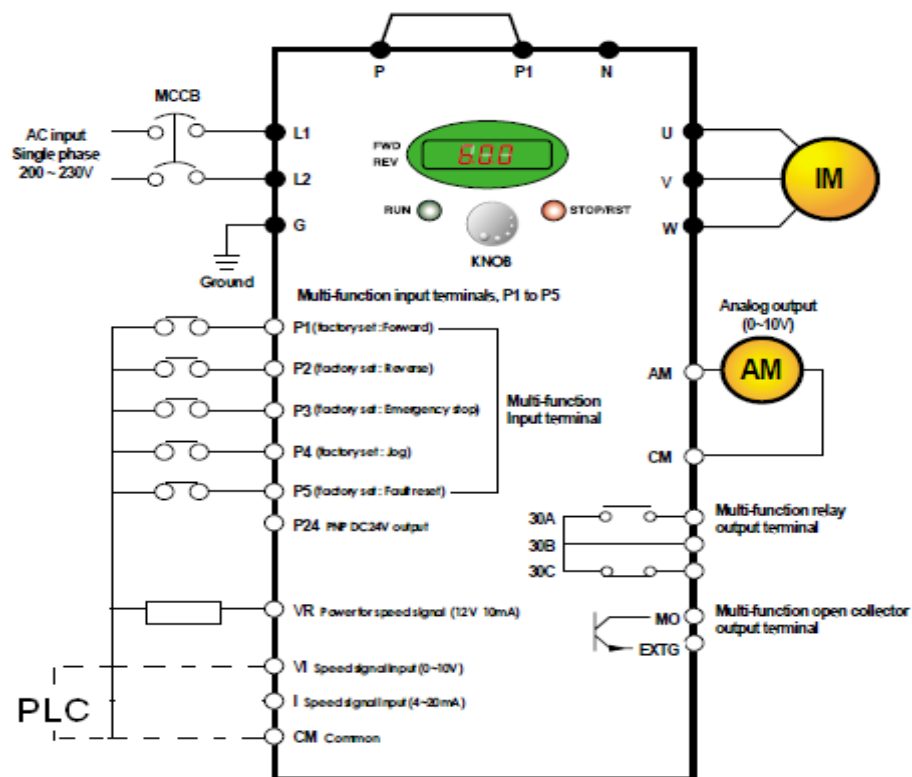 P
P1
N
MCCB
AC input
Single phase
200 ~ 230V
L1
L2
G
Ground
FWD
REV
6.00
RUN
STOP/RST
KNOB
U
V
W
IM
Multi-function input terminals, P1 to P5
P1 (factory set : Forward)
P2 (factory set : Reverse)
P3 (factory set : Emergency stop)
P4 (factory set : Jog)
P5 (factory set : Fault reset)
Multi-function
Input terminal
P24 PNP DC24V output
VR Power for speed signal (12V 10mA)
VI Speed signal input (0~10V)
I Speed signal input (4~20mA)
CM Common
PLC
Analog output
(0~10V)
AM
AM
CM
30A
30B
30C
Multi-function relay
output terminal
MO
EXTG
Multi-function open collector
output terminal